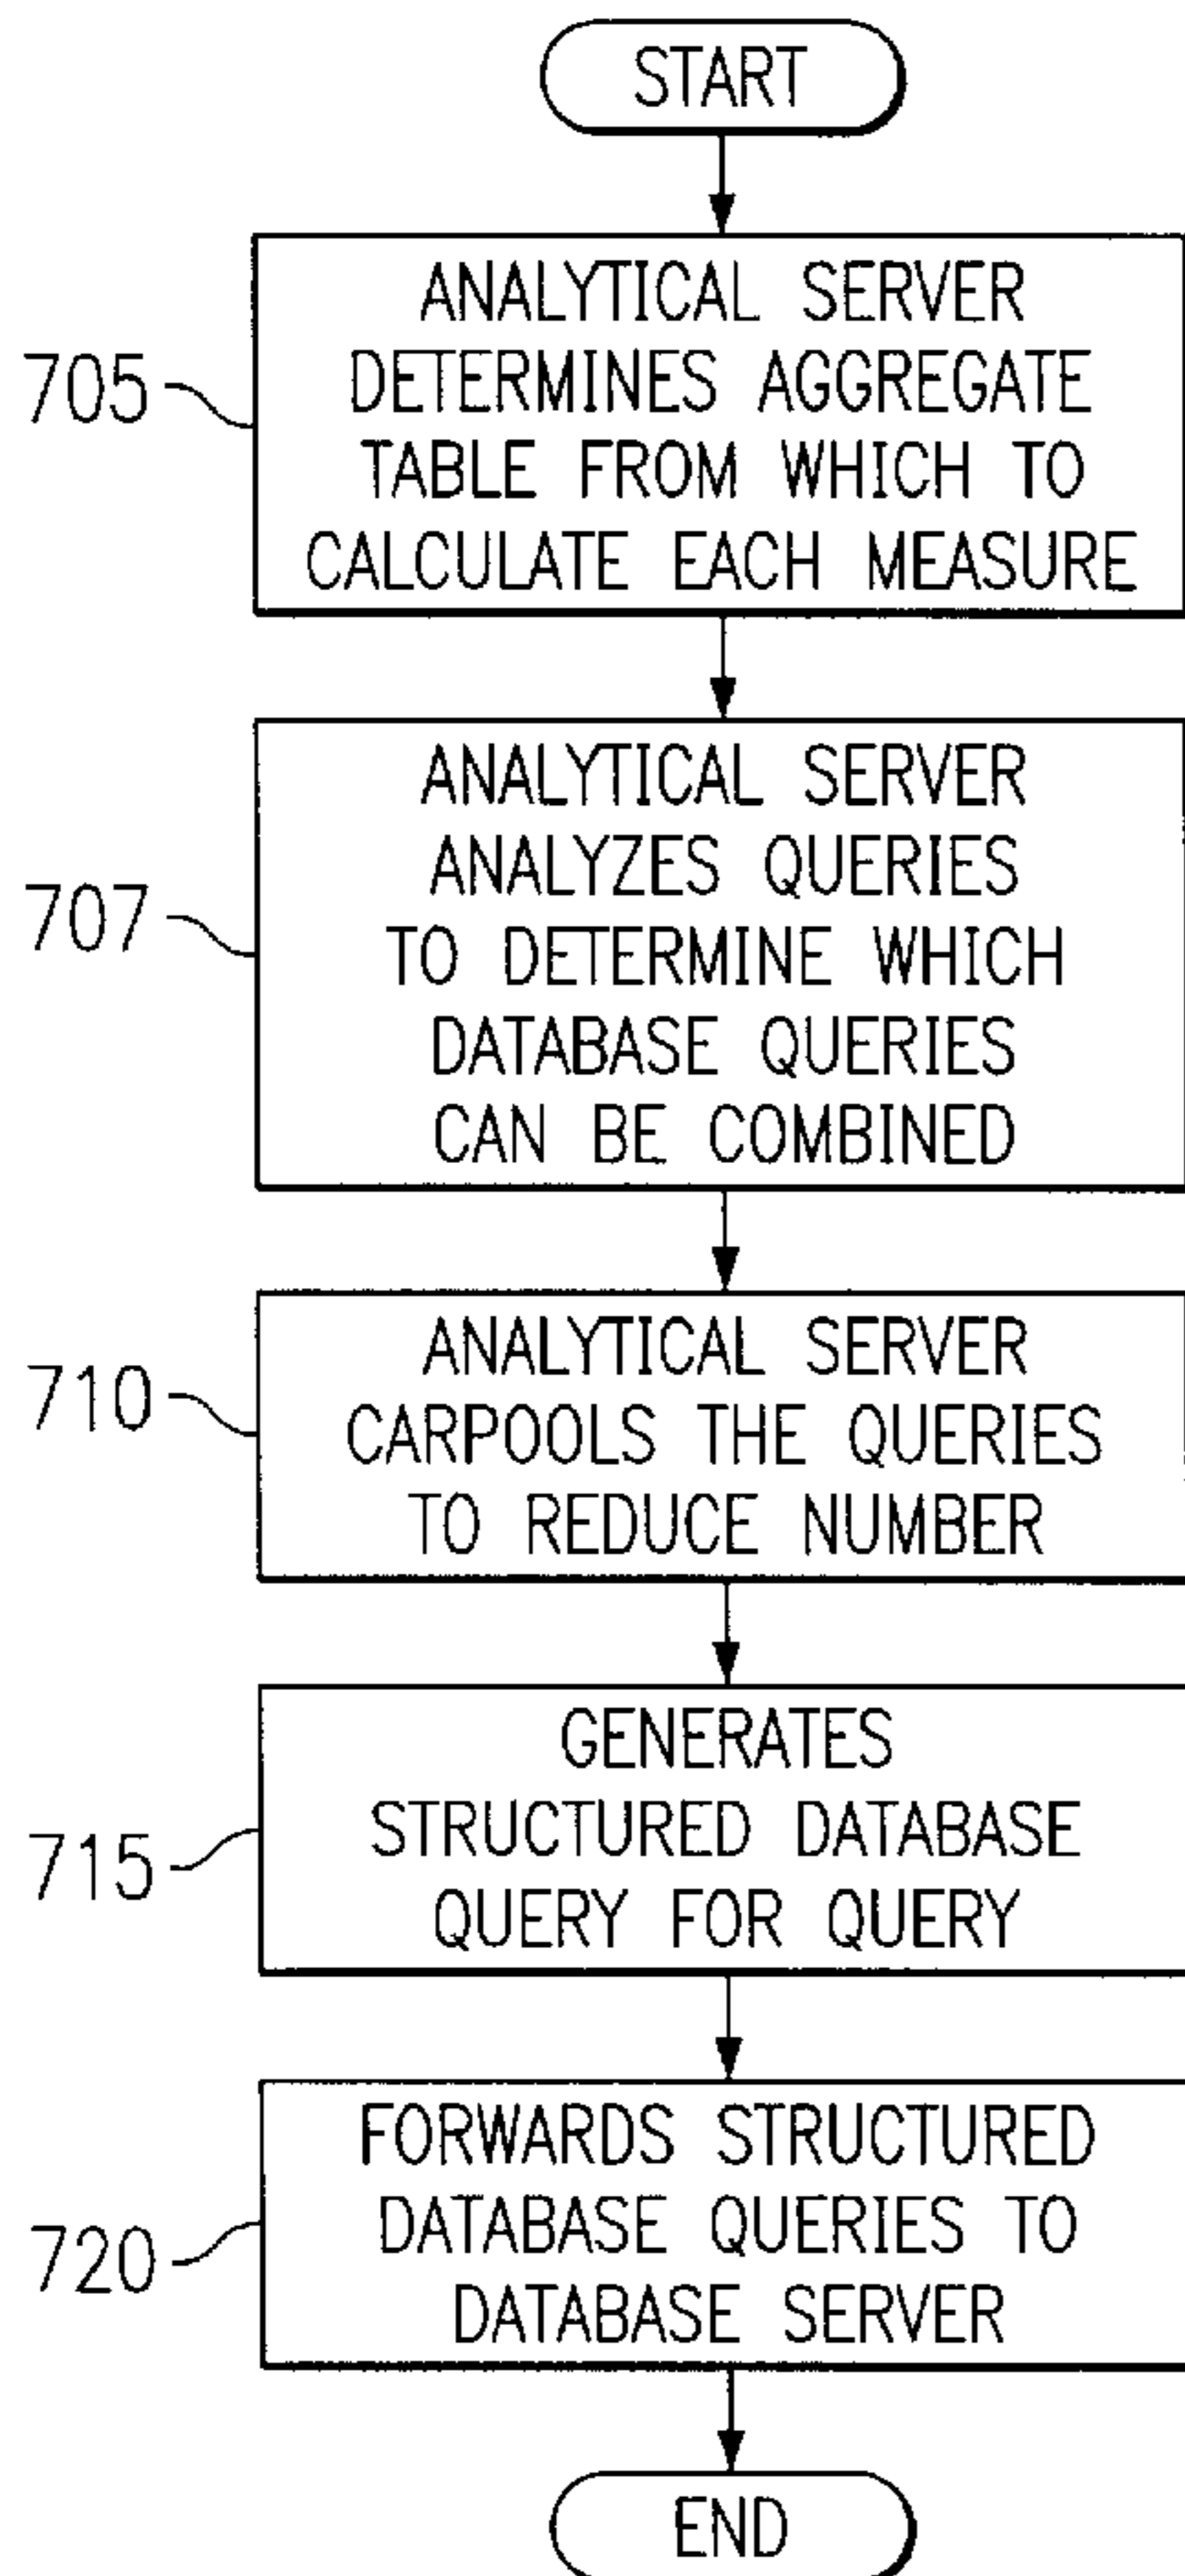 START
705
ANALYTICAL SERVER
DETERMINES AGGREGATE
TABLE FROM WHICH TO
CALCULATE EACH MEASURE
707
ANALYTICAL SERVER
ANALYZES QUERIES
TO DETERMINE WHICH
DATABASE QUERIES
CAN BE COMBINED
710
ANALYTICAL SERVER
CARPOOLS THE QUERIES
TO REDUCE NUMBER
715
GENERATES
STRUCTURED DATABASE
QUERY FOR QUERY
720
FORWARDS STRUCTURED
DATABASE QUERIES TO
DATABASE SERVER
END